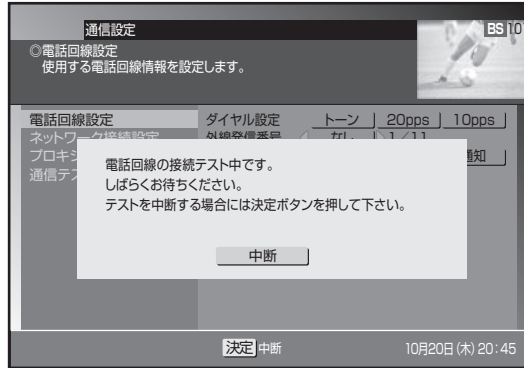 通信設定
BS 10
◎電話回線設定
使用する電話回線情報を設定します。
電話回線設定 ダイヤル設定 トーン 20pps 10pps
ネットワーク接続設定 外線発信番号 なし 1/11
プロキシ 通知
通信テス
電話回線の接続テスト中です。
しばらくお待ちください。
テストを中断する場合には決定ボタンを押して下さい。
中断
決定 中断 10月20日(木) 20:45